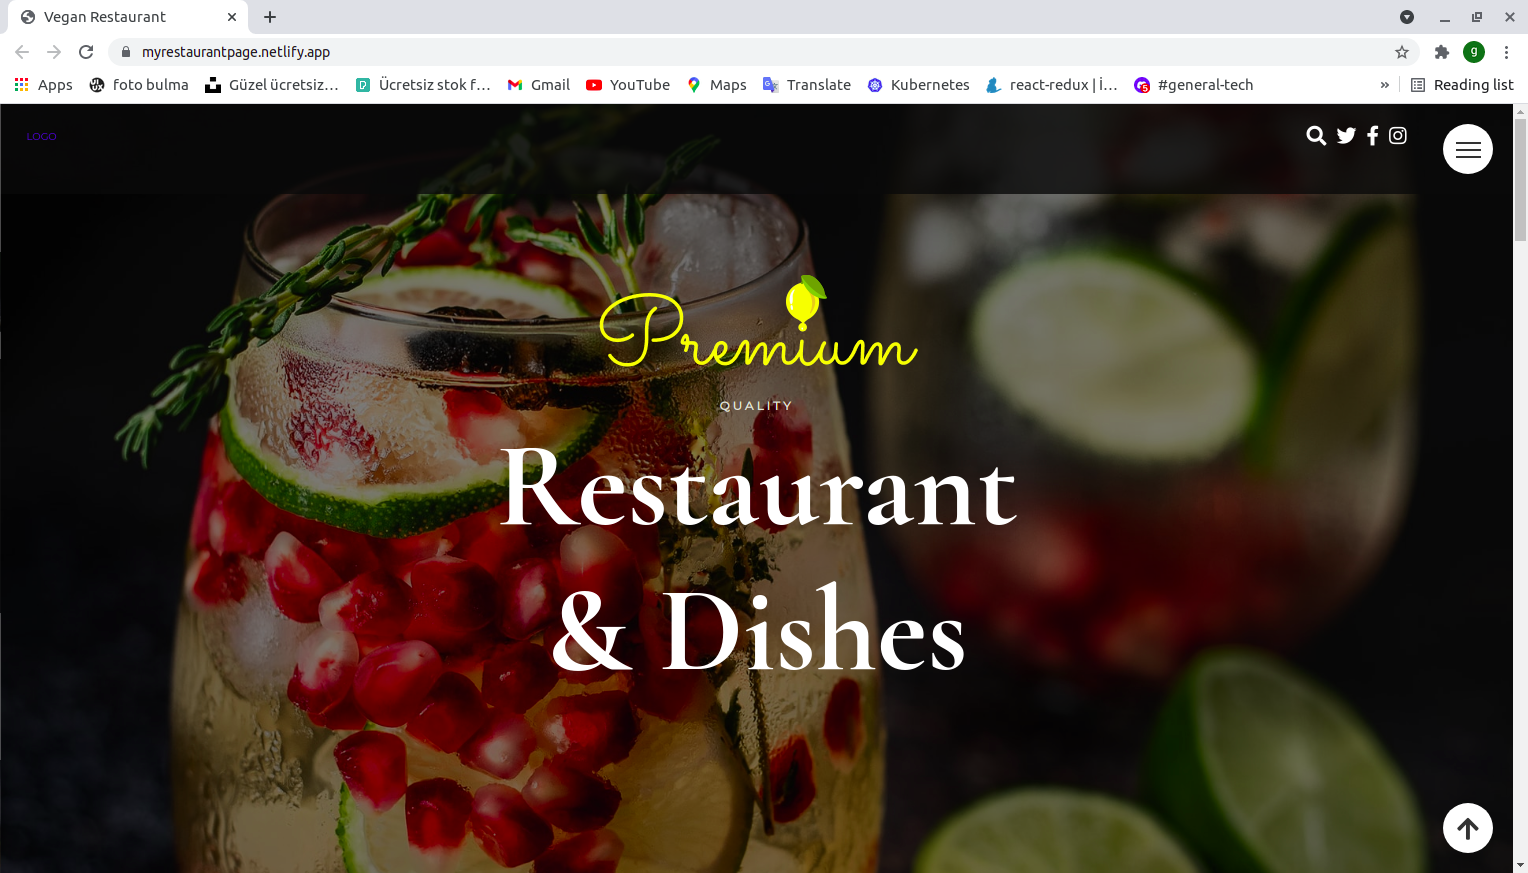 Vegan Restaurant
myrestaurantpage.netlify.app
g
Apps
foto bulma
Güzel ücretsiz...
Ücretsiz stok f...
Gmail
YouTube
Maps
Translate
Kubernetes
react-redux | İ...
5
#general-tech
»
Reading list
LOGO
Premium
QUALITY
Restaurant
& Dishes